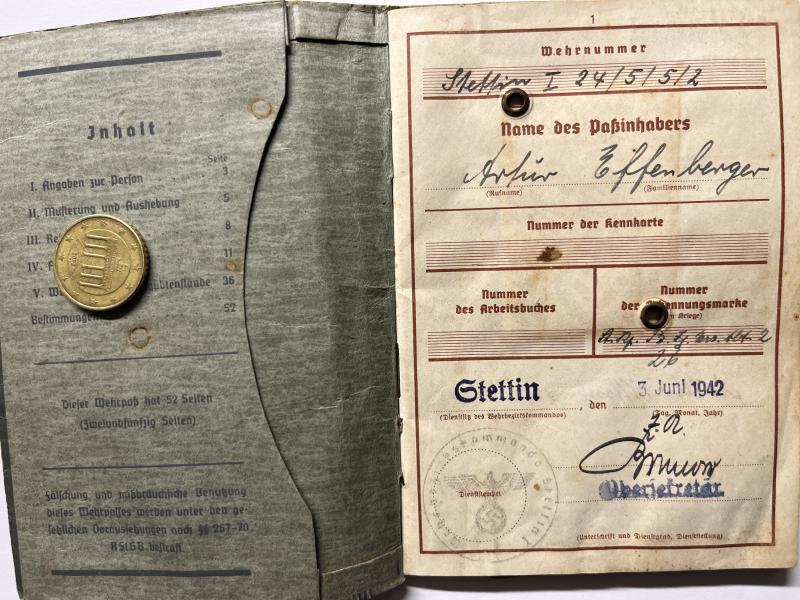 Inhalt
Seite
I. Angaben zur Person 3
II. Musterung und Aushebung 5
III. 8
IV. 11
V. 36
Bestimmungen 52
Dieser Wehrpaß hat 52 Seiten
(Zweiundfünfzig Seiten)
Fälschung und mißbräuchliche Benutzung
dieses Wehrpasses werden unter den ge-
setzlichen Voraussetzungen nach §§ 267-70
RStGB. bestraft.
1
Wehrnummer
Stettin I 24/5/5/2
Name des Paßinhabers
Artur Effenberger
(Rufname) (Familienname)
Nummer der Kennkarte
Nummer
des Arbeitsbuches
Nummer
der Erkennungsmarke
Kriege)
26
Stettin, den 3. Juni 1942
(Dienstsitz des Wehrbezirkskommandos) (Tag, Monat, Jahr)
Dienststempel
Obersekretär
(Unterschrift und Dienstgrad, Dienststellung)